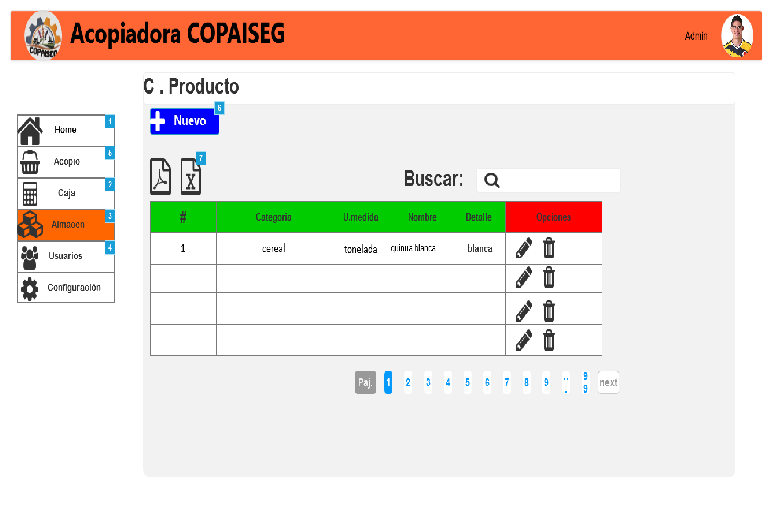 Acopiadora COPAISEG
Admin
COPAISEG
C . Producto
Home 1
Acopio 5
Caja 2
Almacen 3
Usuarios 4
Configuración
Nuevo 6
7
Buscar:
# Categoria U.medida Nombre Detalle Opciones
1 cereal tonelada quinua blanca blanca
Paj. 1 2 3 4 5 6 7 8 9 ... 99 next